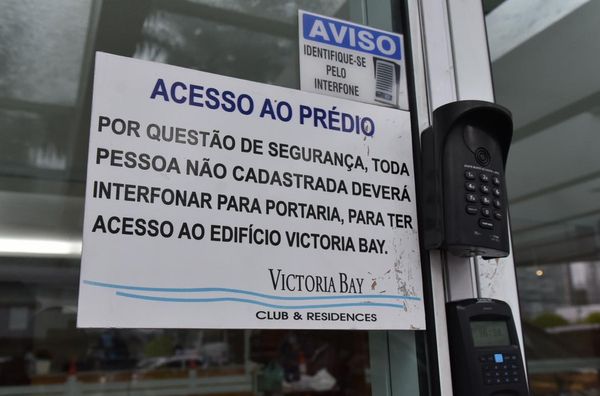 AVISO
IDENTIFIQUE-SE
PELO
INTERFONE
ACESSO AO PRÉDIO
POR QUESTÃO DE SEGURANÇA, TODA
PESSOA NÃO CADASTRADA DEVERÁ
INTERFONAR PARA PORTARIA, PARA TER
ACESSO AO EDIFÍCIO VICTORIA BAY.
VICTORIA BAY
CLUB & RESIDENCES